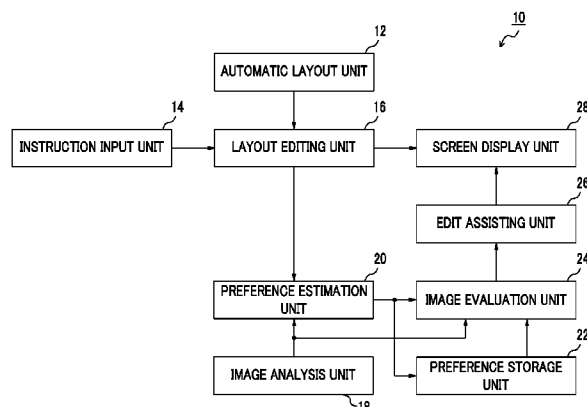 10
12
AUTOMATIC LAYOUT UNIT
14
16
28
INSTRUCTION INPUT UNIT
LAYOUT EDITING UNIT
SCREEN DISPLAY UNIT
26
EDIT ASSISTING UNIT
20
24
PREFERENCE ESTIMATION
UNIT
IMAGE EVALUATION UNIT
22
IMAGE ANALYSIS UNIT
PREFERENCE STORAGE
UNIT
18